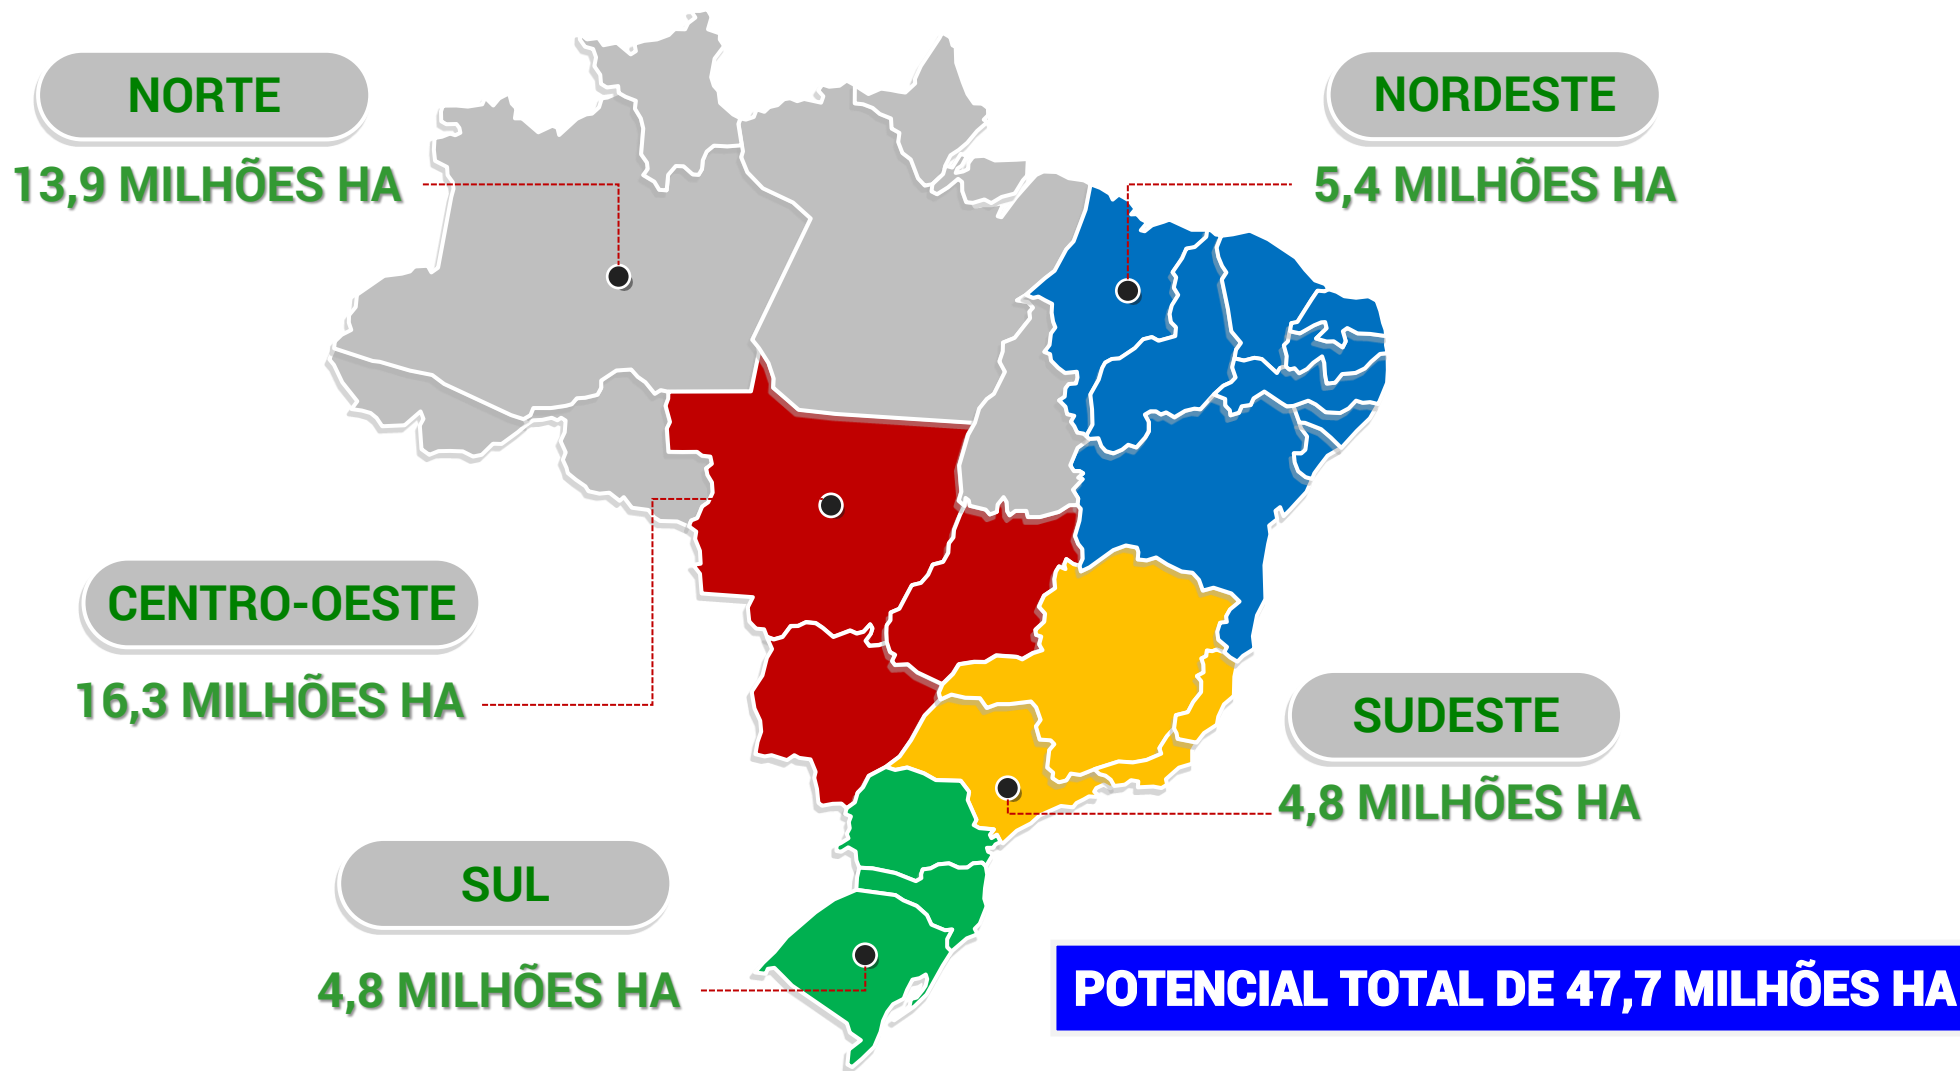 NORTE
13,9 MILHÕES HA
NORDESTE
5,4 MILHÕES HA
CENTRO-OESTE
16,3 MILHÕES HA
SUDESTE
4,8 MILHÕES HA
SUL
4,8 MILHÕES HA
POTENCIAL TOTAL DE 47,7 MILHÕES HA